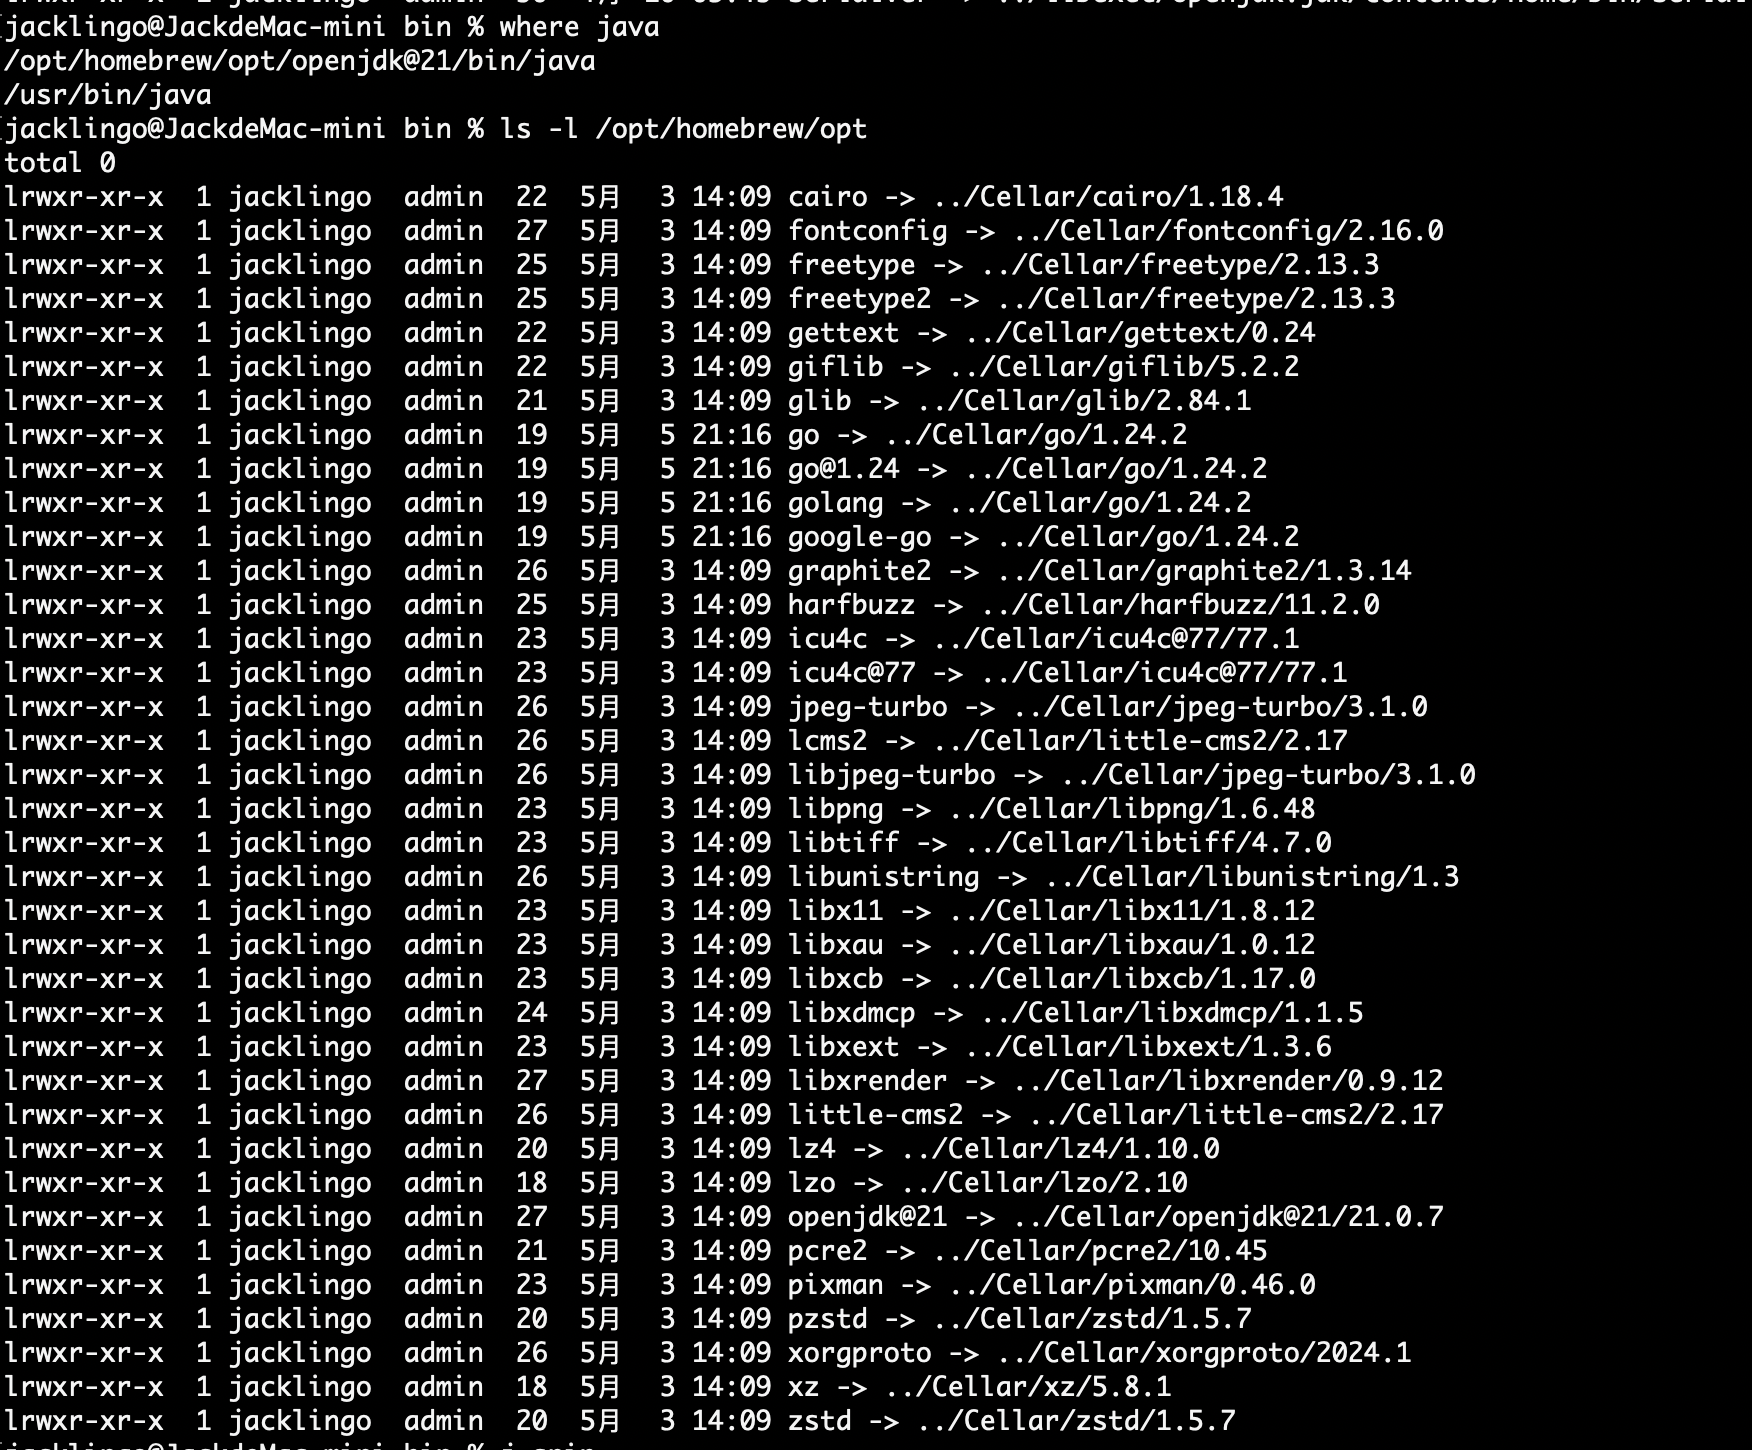 jacklingo@JackdeMac-mini bin % where java
/opt/homebrew/opt/openjdk@21/bin/java
/usr/bin/java
jacklingo@JackdeMac-mini bin % ls -l /opt/homebrew/opt
total 0
lrwxr-xr-x  1 jacklingo  admin  22  5月   3 14:09 cairo -> ../Cellar/cairo/1.18.4
lrwxr-xr-x  1 jacklingo  admin  27  5月   3 14:09 fontconfig -> ../Cellar/fontconfig/2.16.0
lrwxr-xr-x  1 jacklingo  admin  25  5月   3 14:09 freetype -> ../Cellar/freetype/2.13.3
lrwxr-xr-x  1 jacklingo  admin  25  5月   3 14:09 freetype2 -> ../Cellar/freetype/2.13.3
lrwxr-xr-x  1 jacklingo  admin  22  5月   3 14:09 gettext -> ../Cellar/gettext/0.24
lrwxr-xr-x  1 jacklingo  admin  22  5月   3 14:09 giflib -> ../Cellar/giflib/5.2.2
lrwxr-xr-x  1 jacklingo  admin  21  5月   3 14:09 glib -> ../Cellar/glib/2.84.1
lrwxr-xr-x  1 jacklingo  admin  19  5月   5 21:16 go -> ../Cellar/go/1.24.2
lrwxr-xr-x  1 jacklingo  admin  19  5月   5 21:16 go@1.24 -> ../Cellar/go/1.24.2
lrwxr-xr-x  1 jacklingo  admin  19  5月   5 21:16 golang -> ../Cellar/go/1.24.2
lrwxr-xr-x  1 jacklingo  admin  19  5月   5 21:16 google-go -> ../Cellar/go/1.24.2
lrwxr-xr-x  1 jacklingo  admin  26  5月   3 14:09 graphite2 -> ../Cellar/graphite2/1.3.14
lrwxr-xr-x  1 jacklingo  admin  25  5月   3 14:09 harfbuzz -> ../Cellar/harfbuzz/11.2.0
lrwxr-xr-x  1 jacklingo  admin  23  5月   3 14:09 icu4c -> ../Cellar/icu4c@77/77.1
lrwxr-xr-x  1 jacklingo  admin  23  5月   3 14:09 icu4c@77 -> ../Cellar/icu4c@77/77.1
lrwxr-xr-x  1 jacklingo  admin  26  5月   3 14:09 jpeg-turbo -> ../Cellar/jpeg-turbo/3.1.0
lrwxr-xr-x  1 jacklingo  admin  26  5月   3 14:09 lcms2 -> ../Cellar/little-cms2/2.17
lrwxr-xr-x  1 jacklingo  admin  26  5月   3 14:09 libjpeg-turbo -> ../Cellar/jpeg-turbo/3.1.0
lrwxr-xr-x  1 jacklingo  admin  23  5月   3 14:09 libpng -> ../Cellar/libpng/1.6.48
lrwxr-xr-x  1 jacklingo  admin  23  5月   3 14:09 libtiff -> ../Cellar/libtiff/4.7.0
lrwxr-xr-x  1 jacklingo  admin  26  5月   3 14:09 libunistring -> ../Cellar/libunistring/1.3
lrwxr-xr-x  1 jacklingo  admin  23  5月   3 14:09 libx11 -> ../Cellar/libx11/1.8.12
lrwxr-xr-x  1 jacklingo  admin  23  5月   3 14:09 libxau -> ../Cellar/libxau/1.0.12
lrwxr-xr-x  1 jacklingo  admin  23  5月   3 14:09 libxcb -> ../Cellar/libxcb/1.17.0
lrwxr-xr-x  1 jacklingo  admin  24  5月   3 14:09 libxdmcp -> ../Cellar/libxdmcp/1.1.5
lrwxr-xr-x  1 jacklingo  admin  23  5月   3 14:09 libxext -> ../Cellar/libxext/1.3.6
lrwxr-xr-x  1 jacklingo  admin  27  5月   3 14:09 libxrender -> ../Cellar/libxrender/0.9.12
lrwxr-xr-x  1 jacklingo  admin  26  5月   3 14:09 little-cms2 -> ../Cellar/little-cms2/2.17
lrwxr-xr-x  1 jacklingo  admin  20  5月   3 14:09 lz4 -> ../Cellar/lz4/1.10.0
lrwxr-xr-x  1 jacklingo  admin  18  5月   3 14:09 lzo -> ../Cellar/lzo/2.10
lrwxr-xr-x  1 jacklingo  admin  27  5月   3 14:09 openjdk@21 -> ../Cellar/openjdk@21/21.0.7
lrwxr-xr-x  1 jacklingo  admin  21  5月   3 14:09 pcre2 -> ../Cellar/pcre2/10.45
lrwxr-xr-x  1 jacklingo  admin  23  5月   3 14:09 pixman -> ../Cellar/pixman/0.46.0
lrwxr-xr-x  1 jacklingo  admin  20  5月   3 14:09 pzstd -> ../Cellar/zstd/1.5.7
lrwxr-xr-x  1 jacklingo  admin  26  5月   3 14:09 xorgproto -> ../Cellar/xorgproto/2024.1
lrwxr-xr-x  1 jacklingo  admin  18  5月   3 14:09 xz -> ../Cellar/xz/5.8.1
lrwxr-xr-x  1 jacklingo  admin  20  5月   3 14:09 zstd -> ../Cellar/zstd/1.5.7
jacklingo@JackdeMac-mini bin %